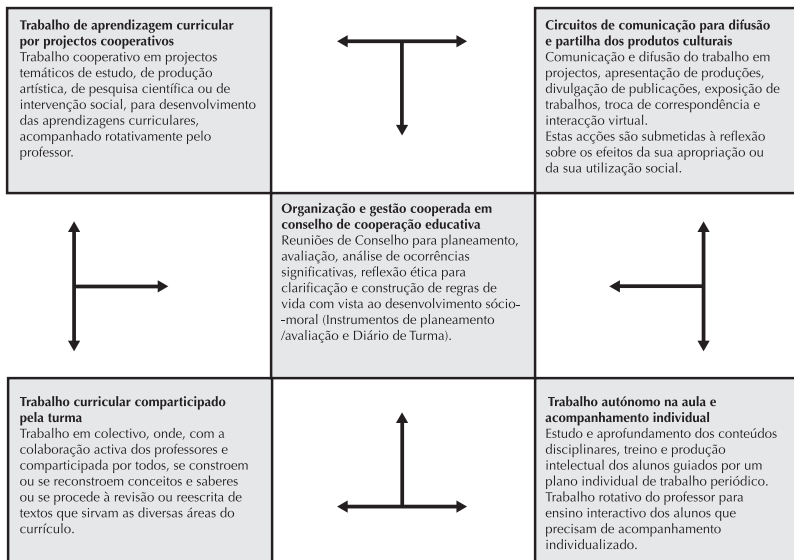 Trabalho de aprendizagem curricular
por projectos cooperativos
Trabalho cooperativo em projectos
temáticos de estudo, de produção
artística, de pesquisa científica ou de
intervenção social, para desenvolvimento
das aprendizagens curriculares,
acompanhado rotativamente pelo
professor.
Circuitos de comunicação para difusão
e partilha dos produtos culturais
Comunicação e difusão do trabalho em
projectos, apresentação de produções,
divulgação de publicações, exposição de
trabalhos, troca de correspondência e
interacção virtual.
Estas acções são submetidas à reflexão
sobre os efeitos da sua apropriação ou
da sua utilização social.
Organização e gestão cooperada em
conselho de cooperação educativa
Reuniões de Conselho para planeamento,
avaliação, análise de ocorrências
significativas, reflexão ética para
clarificação e construção de regras de
vida com vista ao desenvolvimento sócio-
-moral (Instrumentos de planeamento
/avaliação e Diário de Turma).
Trabalho curricular comparticipado
pela turma
Trabalho em colectivo, onde, com a
colaboração activa dos professores e
comparticipada por todos, se constroem
ou se reconstroem conceitos e saberes
ou se procede à revisão ou reescrita de
textos que sirvam as diversas áreas do
currículo.
Trabalho autónomo na aula e
acompanhamento individual
Estudo e aprofundamento dos conteúdos
disciplinares, treino e produção
intelectual dos alunos guiados por um
plano individual de trabalho periódico.
Trabalho rotativo do professor para
ensino interactivo dos alunos que
precisam de acompanhamento
individualizado.